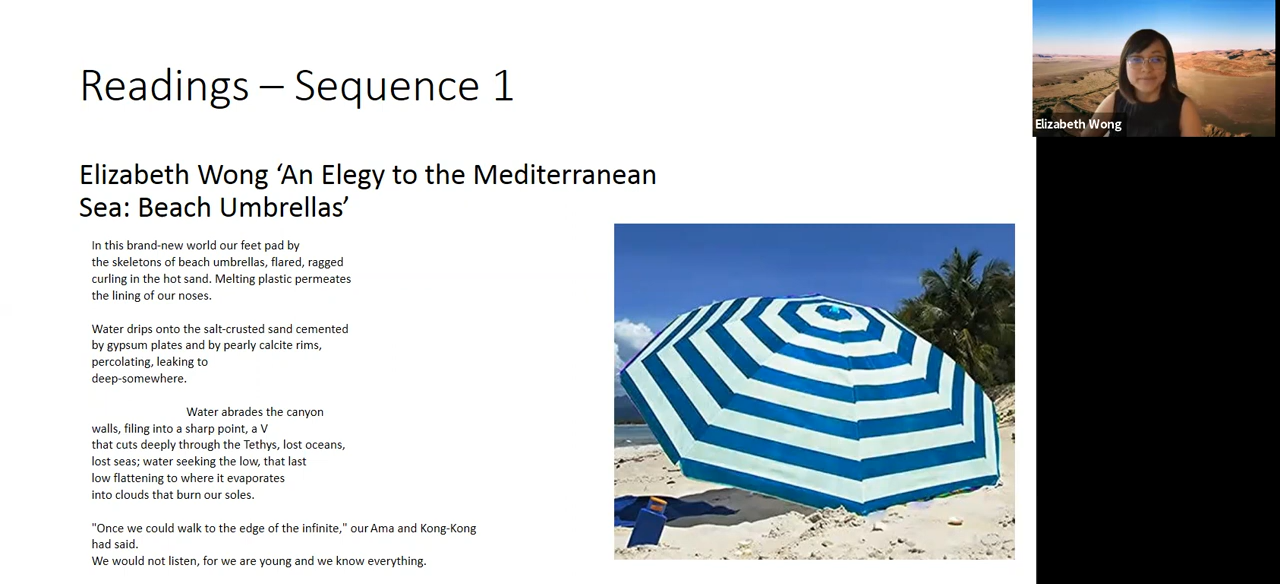 Readings – Sequence 1
Elizabeth Wong
Elizabeth Wong ‘An Elegy to the Mediterranean
Sea: Beach Umbrellas’
In this brand-new world our feet pad by
the skeletons of beach umbrellas, flared, ragged
curling in the hot sand. Melting plastic permeates
the lining of our noses.
Water drips onto the salt-crusted sand cemented
by gypsum plates and by pearly calcite rims,
percolating, leaking to
deep-somewhere.
Water abrades the canyon
walls, filing into a sharp point, a V
that cuts deeply through the Tethys, lost oceans,
lost seas; water seeking the low, that last
low flattening to where it evaporates
into clouds that burn our soles.
"Once we could walk to the edge of the infinite," our Ama and Kong-Kong
had said.
We would not listen, for we are young and we know everything.